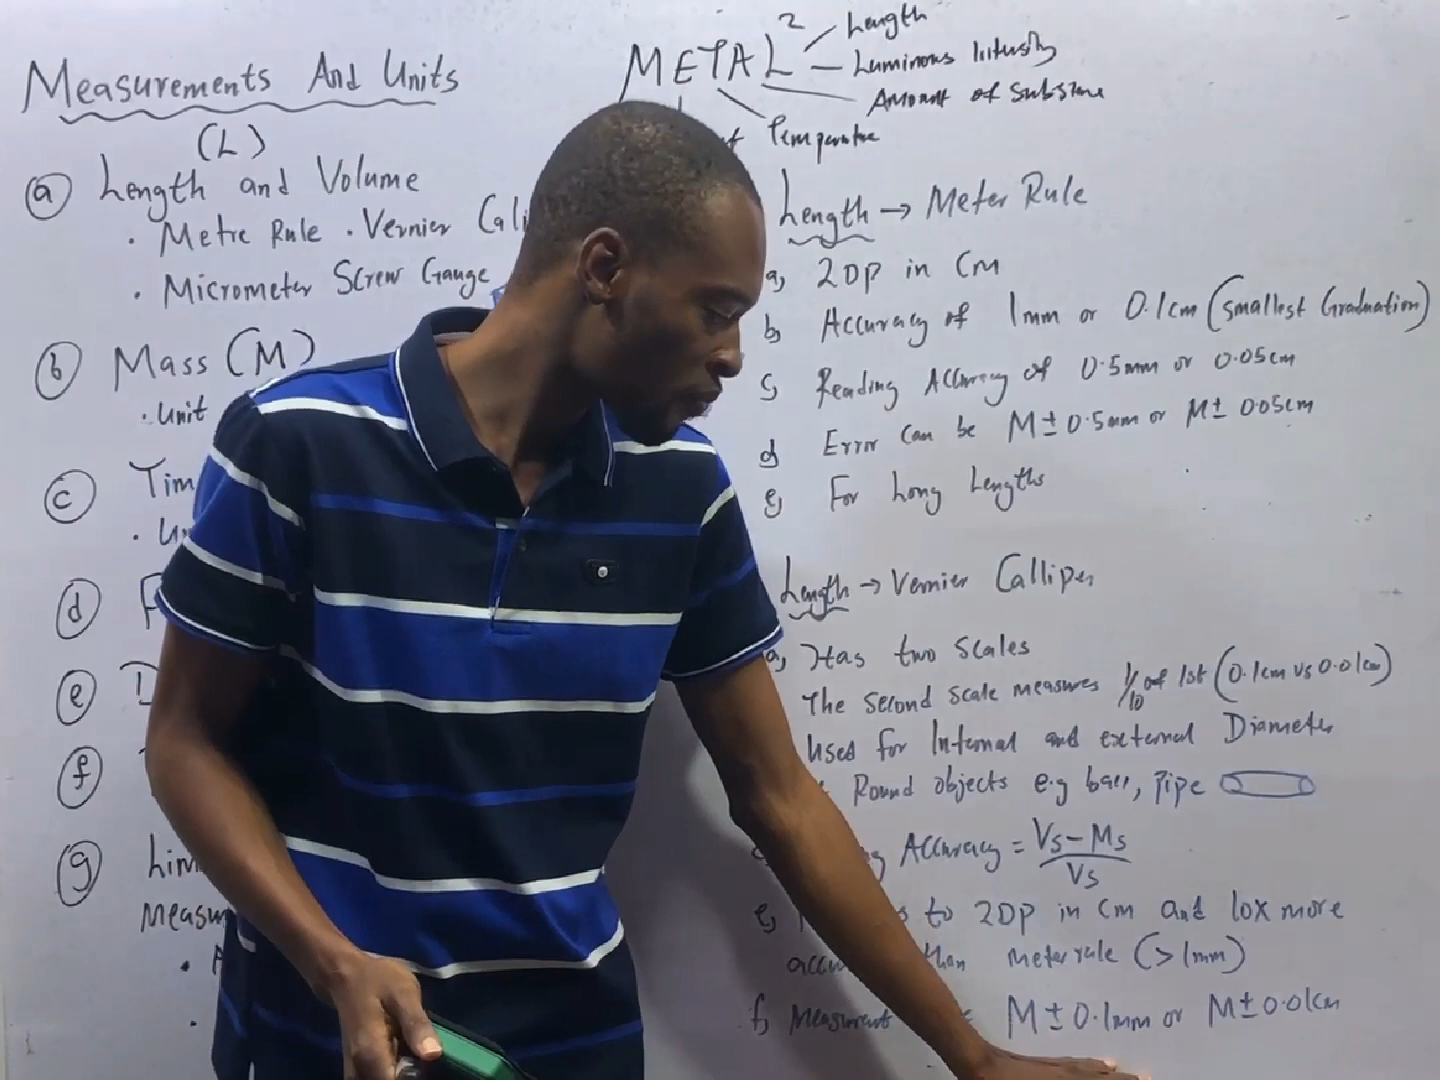 Measurements And Units
(L)
(a) Length and Volume
· Metre Rule · Vernier Cali
· Micrometer Screw Gauge
(b) Mass (M)
· Unit
(c) Tim
(d)
(e)
(f)
(g) Lim
Measur
METAL²
Length
Luminous Intensity
Amount of Substance
Temperature
Length → Meter Rule
a, 2DP in Cm
b, Accuracy of 1mm or 0.1cm (smallest Graduation)
c, Reading Accuracy of 0.5mm or 0.05cm
d, Error can be M ± 0.5mm or M ± 0.05cm
e, For Long Lengths
Length → Vernier Calliper
a, Has two scales
The second scale measures 1/10 of 1st (0.1cm vs 0.01cm)
Used for Internal and external Diameter
Round objects e.g ball, pipe
Accuracy = Vs - Ms / Vs
e, to 2DP in Cm and 10x more
than meter rule (>1mm)
f, M ± 0.1mm or M ± 0.01cm